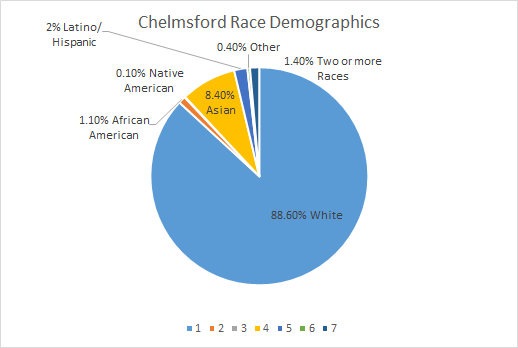 Chelmsford Race Demographics
2% Latino/
Hispanic
0.40% Other
1.40% Two or more
Races
0.10% Native
American
8.40%
Asian
1.10% African
American
88.60% White
1 2 3 4 5 6 7